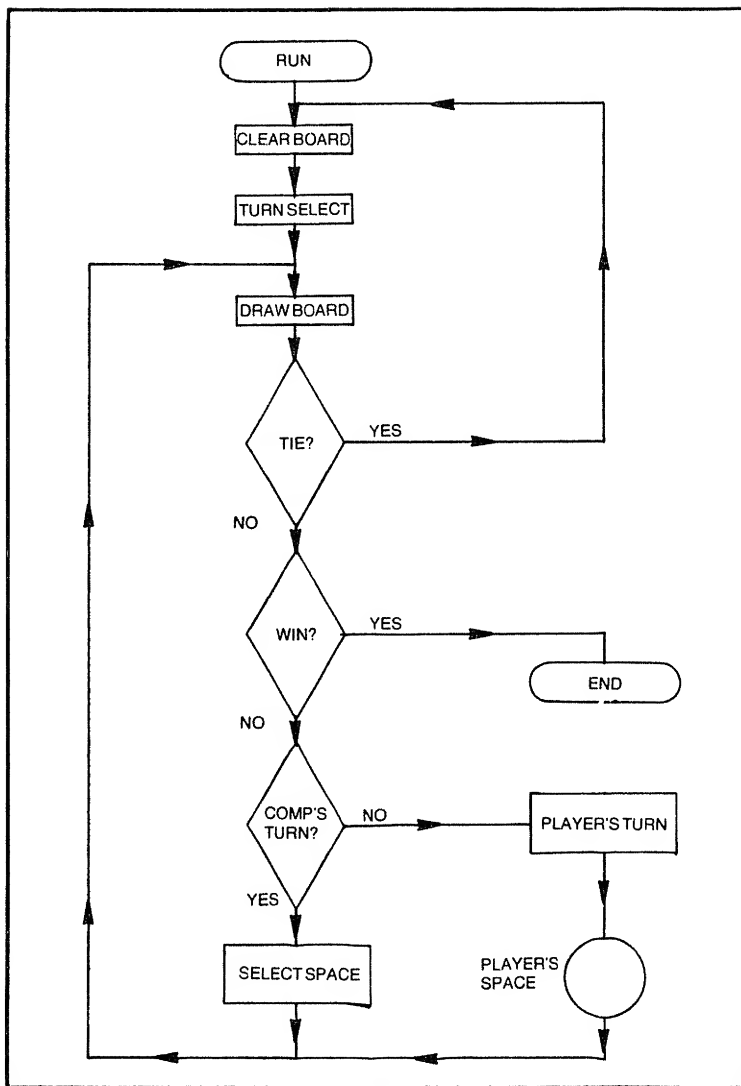 RUN
CLEAR BOARD
TURN SELECT
DRAW BOARD
TIE?
YES
NO
WIN?
YES
END
NO
COMP'S
TURN?
NO
PLAYER'S TURN
YES
SELECT SPACE
PLAYER'S
SPACE